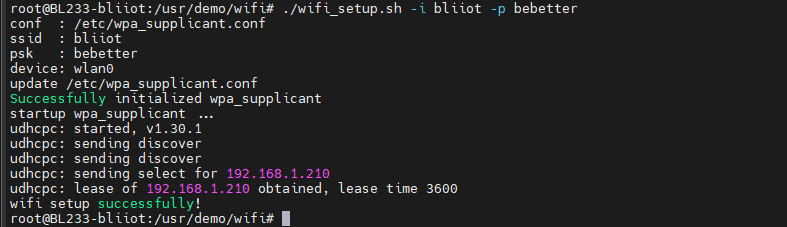 root@BL233-bliiot:/usr/demo/wifi# ./wifi_setup.sh -i bliiot -p bebetter
conf  : /etc/wpa_supplicant.conf
ssid  : bliiot
psk   : bebetter
device: wlan0
update /etc/wpa_supplicant.conf
Successfully initialized wpa_supplicant
startup wpa_supplicant ...
udhcpc: started, v1.30.1
udhcpc: sending discover
udhcpc: sending discover
udhcpc: sending select for 192.168.1.210
udhcpc: lease of 192.168.1.210 obtained, lease time 3600
wifi setup successfully!
root@BL233-bliiot:/usr/demo/wifi#